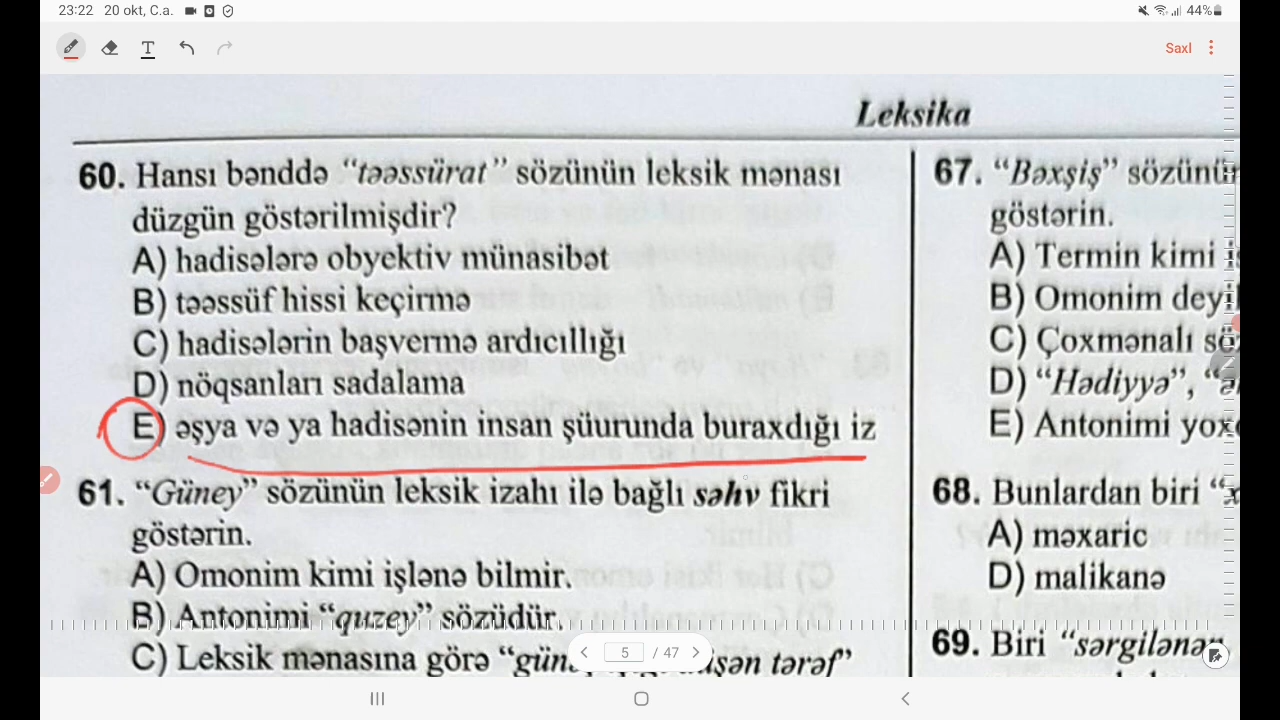 23:22 20 okt, C.a.
44%
T
Saxl
Leksika
60. Hansı bənddə “təəssürat” sözünün leksik mənası
düzgün göstərilmişdir?
A) hadisələrə obyektiv münasibət
B) təəssüf hissi keçirmə
C) hadisələrin başvermə ardıcıllığı
D) nöqsanları sadalama
E) əşya və ya hadisənin insan şüurunda buraxdığı iz
61. “Güney” sözünün leksik izahı ilə bağlı səhv fikri
göstərin.
A) Omonim kimi işlənə bilmir.
B) Antonimi “quzey” sözüdür.
C) Leksik mənasına görə
67. “Bəxşiş” sözünün
göstərin.
A) Termin kimi
B) Omonim
C) Çoxmənalı
D) “Hədiyyə”,
E) Antonimi
68. Bunlardan biri
A) məxaric
D) malikanə
69. Biri
5 / 47